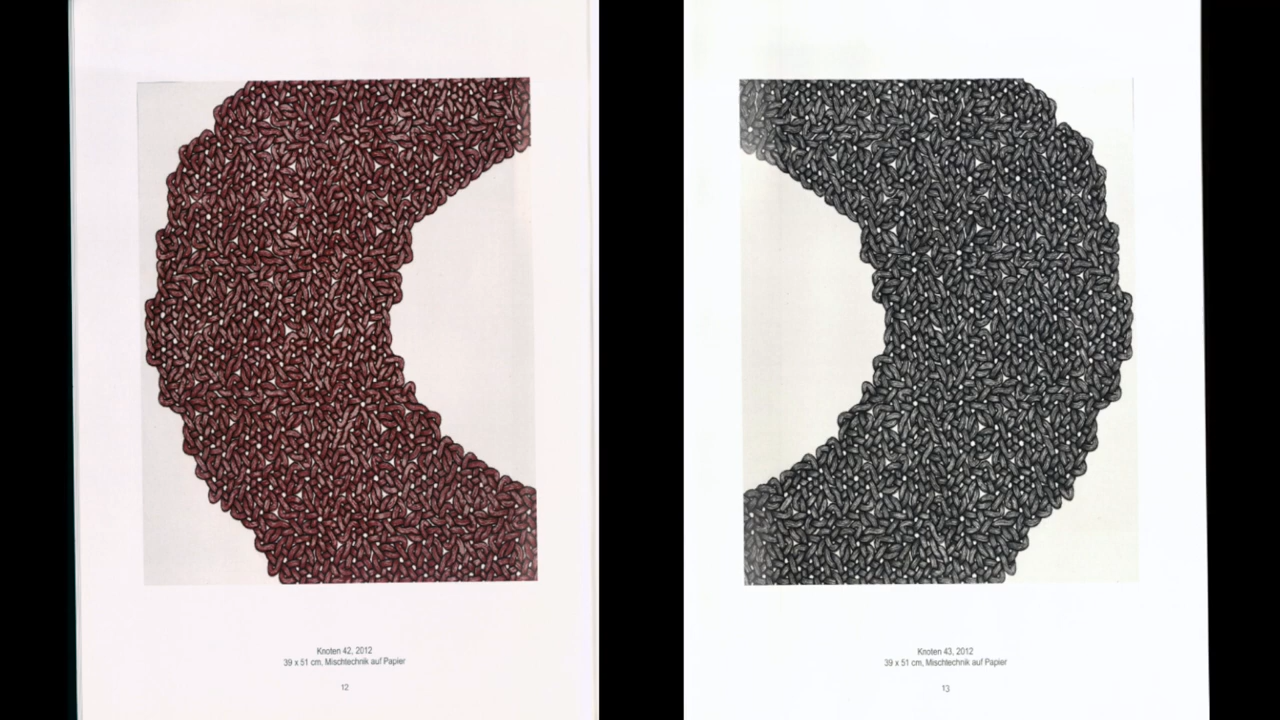 Knoten 42, 2012
39 x 51 cm, Mischtechnik auf Papier
12
Knoten 43, 2012
39 x 51 cm, Mischtechnik auf Papier
13